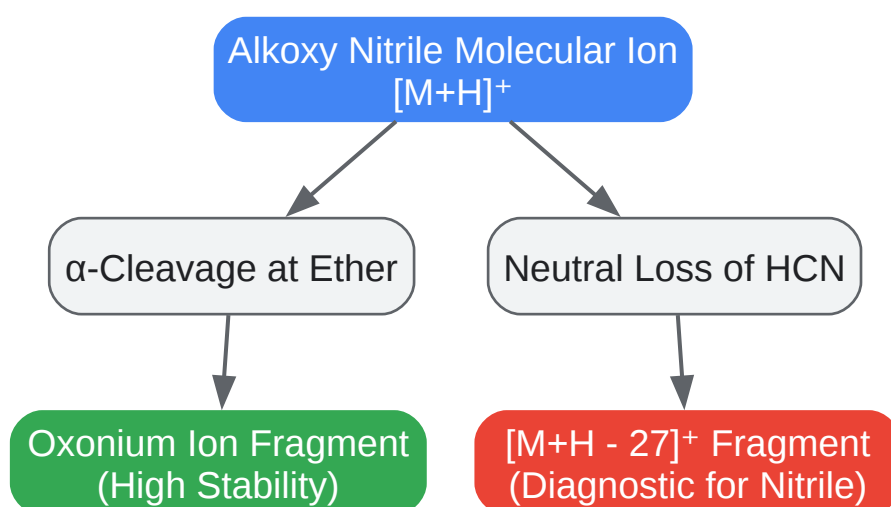 Alkoxy Nitrile Molecular Ion
[M+H]⁺
α-Cleavage at Ether
Neutral Loss of HCN
Oxonium Ion Fragment
(High Stability)
[M+H - 27]⁺ Fragment
(Diagnostic for Nitrile)